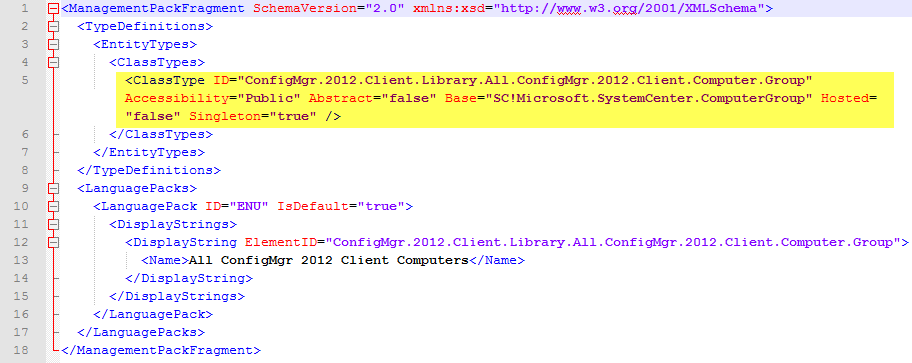 1 <ManagementPackFragment SchemaVersion="2.0" xmlns:xsd="http://www.w3.org/2001/XMLSchema">
2 <TypeDefinitions>
3 <EntityTypes>
4 <ClassTypes>
5 <ClassType ID="ConfigMgr.2012.Client.Library.All.ConfigMgr.2012.Client.Computer.Group"
Accessibility="Public" Abstract="false" Base="SC!Microsoft.SystemCenter.ComputerGroup" Hosted=
"false" Singleton="true" />
6 </ClassTypes>
7 </EntityTypes>
8 </TypeDefinitions>
9 <LanguagePacks>
10 <LanguagePack ID="ENU" IsDefault="true">
11 <DisplayStrings>
12 <DisplayString ElementID="ConfigMgr.2012.Client.Library.All.ConfigMgr.2012.Client.Computer.Group">
13 <Name>All ConfigMgr 2012 Client Computers</Name>
14 </DisplayString>
15 </DisplayStrings>
16 </LanguagePack>
17 </LanguagePacks>
18 </ManagementPackFragment>